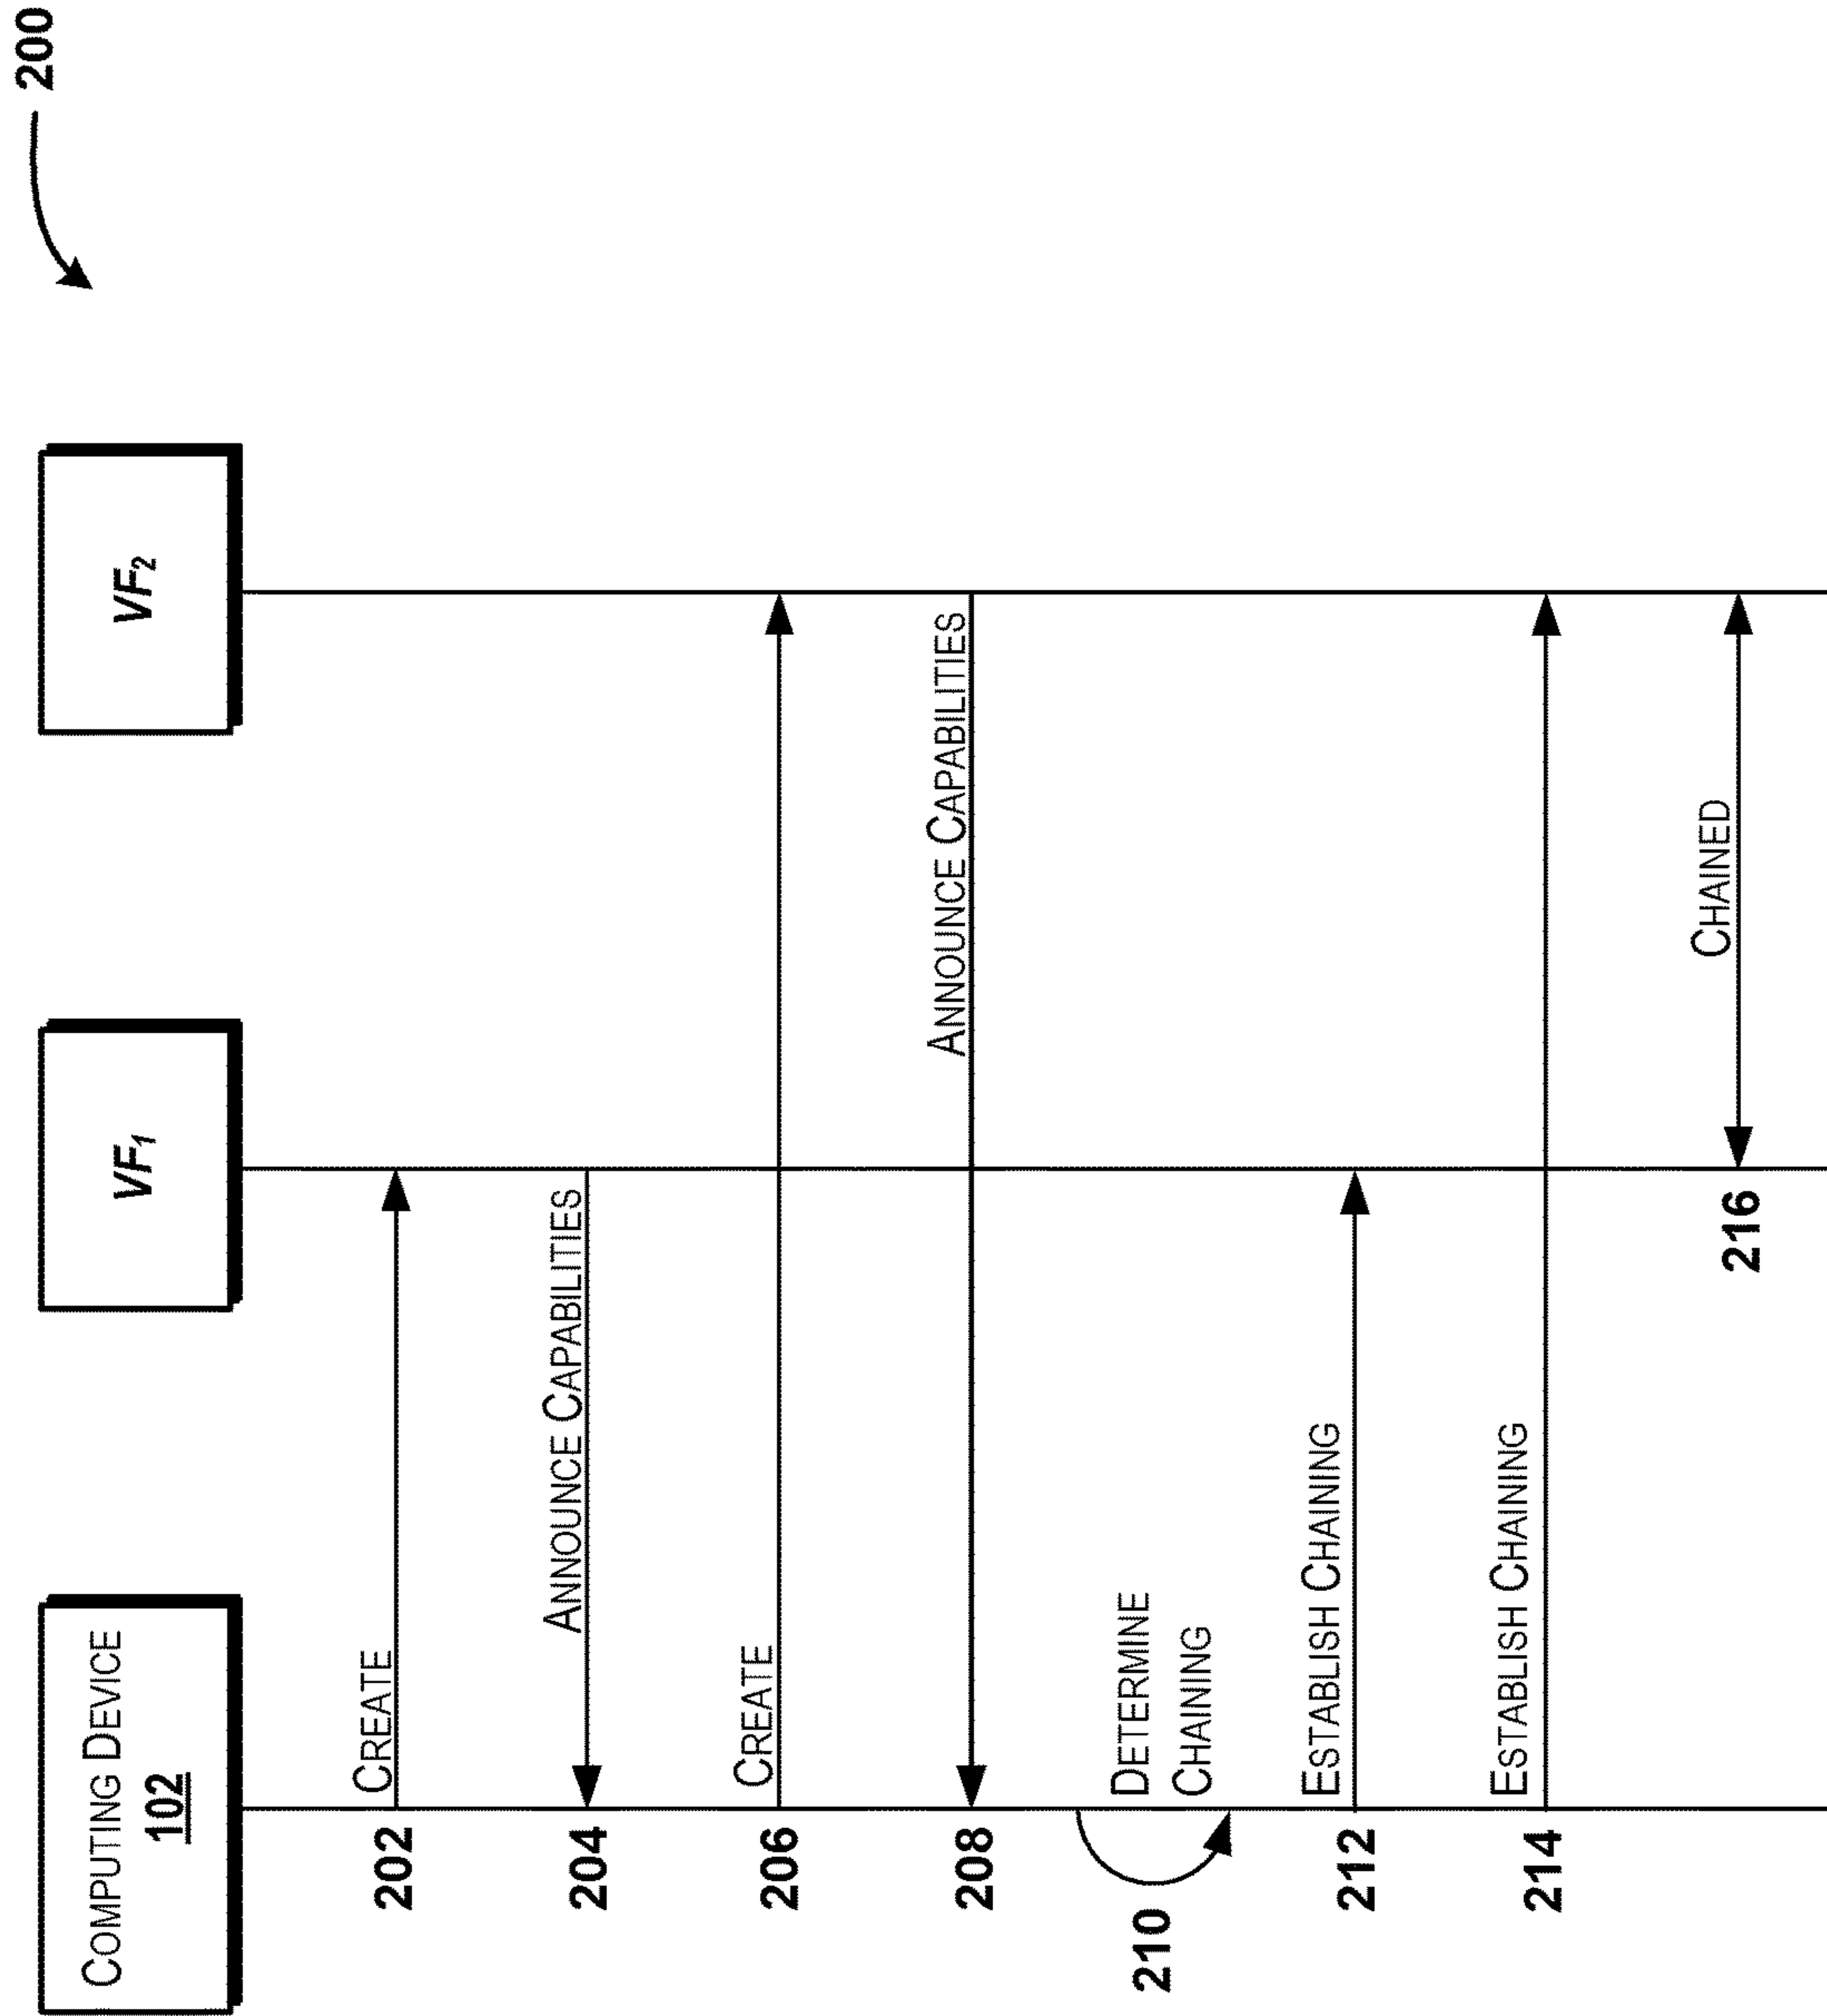 200
COMPUTING DEVICE
102
VF1
VF2
CREATE
202
ANNOUNCE CAPABILITIES
204
CREATE
206
ANNOUNCE CAPABILITIES
208
DETERMINE
CHAINING
210
ESTABLISH CHAINING
212
ESTABLISH CHAINING
214
CHAINED
216